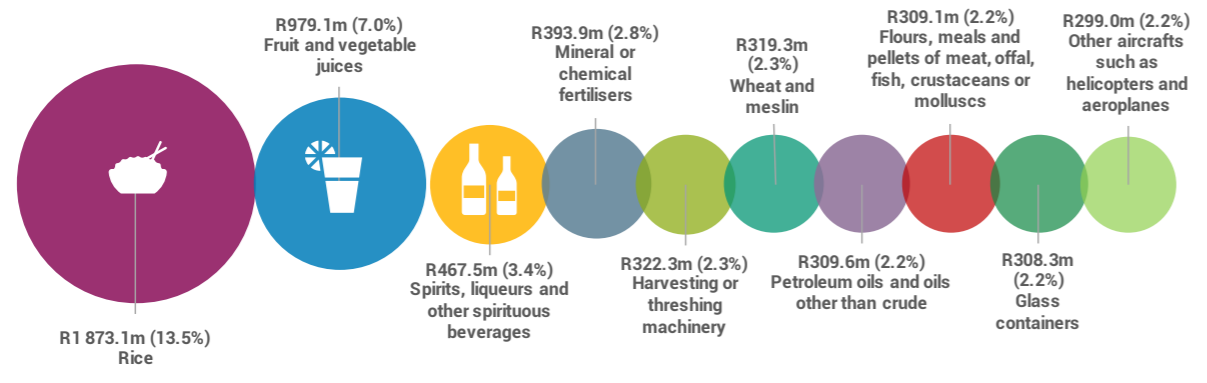 R1 873.1m (13.5%)
Rice
R979.1m (7.0%)
Fruit and vegetable
juices
R467.5m (3.4%)
Spirits, liqueurs and
other spirituous
beverages
R393.9m (2.8%)
Mineral or
chemical
fertilisers
R322.3m (2.3%)
Harvesting or
threshing
machinery
R319.3m
(2.3%)
Wheat and
meslin
R309.6m (2.2%)
Petroleum oils and oils
other than crude
R309.1m (2.2%)
Flours, meals and
pellets of meat, offal,
fish, crustaceans or
molluscs
R308.3m
(2.2%)
Glass
containers
R299.0m (2.2%)
Other aircrafts
such as
helicopters and
aeroplanes